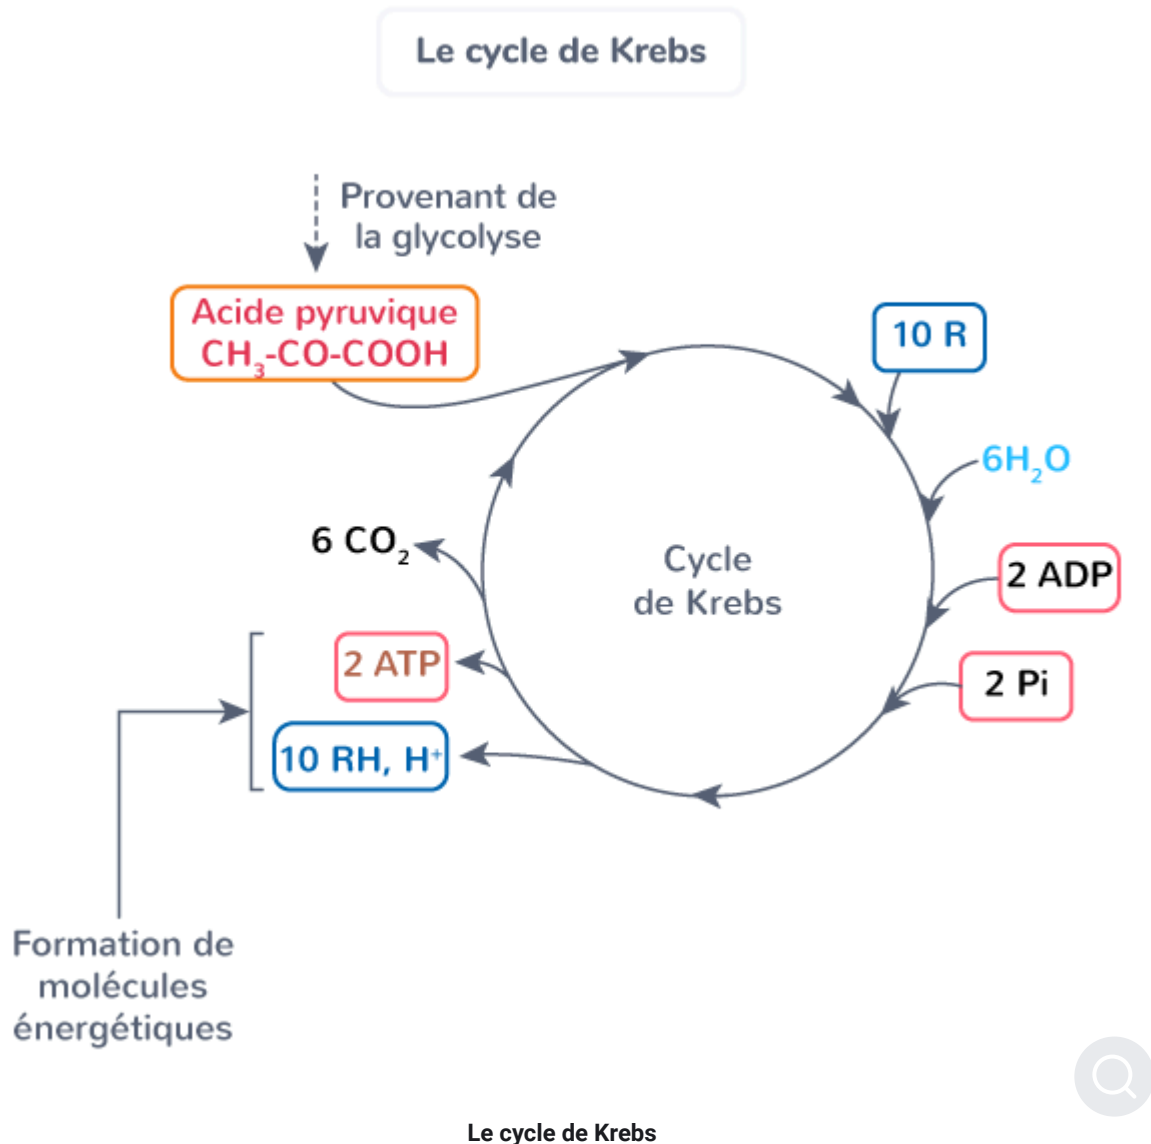 Le cycle de Krebs
Provenant de
la glycolyse
Acide pyruvique
CH₃-CO-COOH
10 R
6H₂O
6 CO₂
Cycle
de Krebs
2 ADP
2 ATP
2 Pi
10 RH, H⁺
Formation de
molécules
énergétiques
Le cycle de Krebs